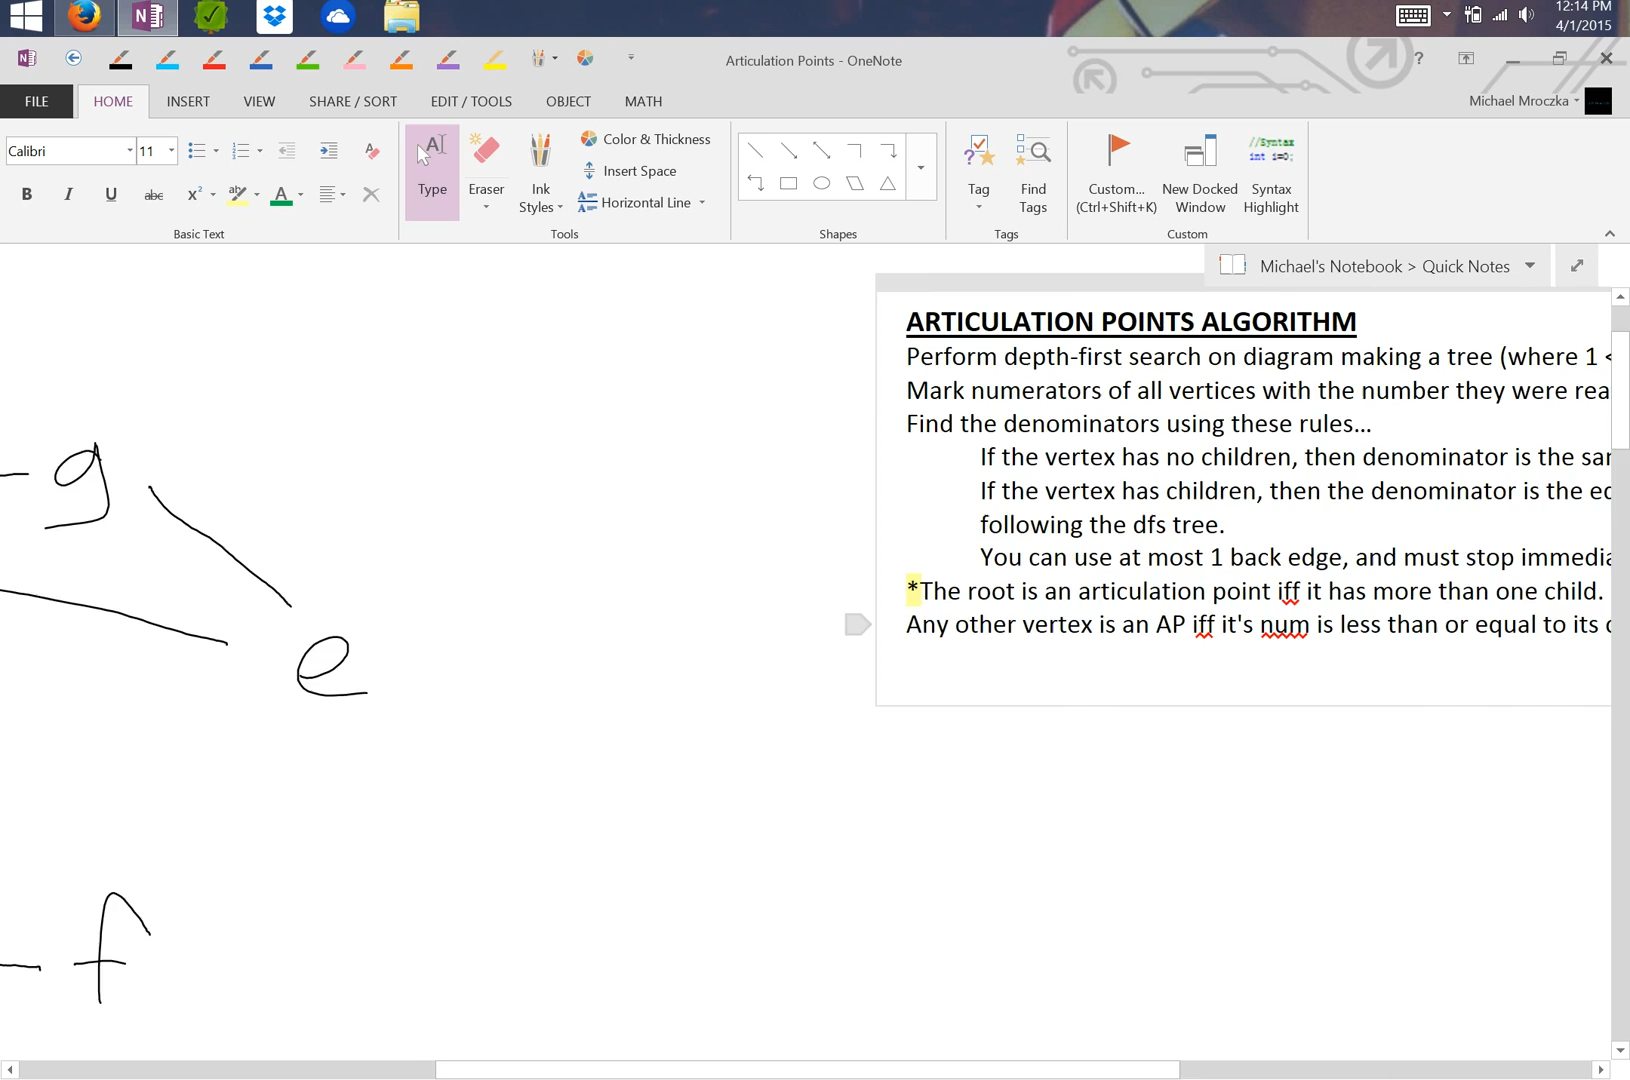 12:14 PM
4/1/2015
Articulation Points - OneNote
?
FILE HOME INSERT VIEW SHARE / SORT EDIT / TOOLS OBJECT MATH
Michael Mroczka
Calibri 11
B I U abc x² ab A
Basic Text
Type
Eraser
Ink
Styles
Color & Thickness
Insert Space
Horizontal Line
Tools
Shapes
Tag
Find
Tags
Tags
Custom...
(Ctrl+Shift+K)
New Docked
Window
//Syntax
int i=0;
Syntax
Highlight
Custom
Michael's Notebook > Quick Notes
ARTICULATION POINTS ALGORITHM
Perform depth-first search on diagram making a tree (where 1 <
Mark numerators of all vertices with the number they were rea
Find the denominators using these rules...
If the vertex has no children, then denominator is the sa
If the vertex has children, then the denominator is the
following the dfs tree.
You can use at most 1 back edge, and must stop immedia
*The root is an articulation point iff it has more than one child.
Any other vertex is an AP iff it's num is less than or equal to its
g
e
f